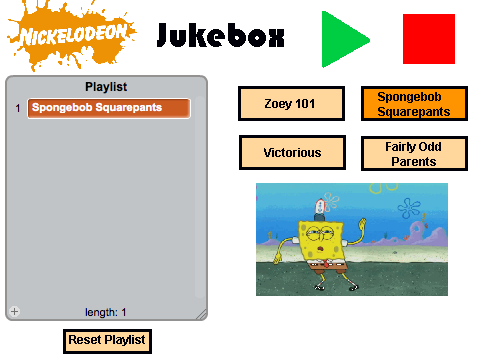 NICKELODEON
Jukebox
Playlist
1 Spongebob Squarepants
+
length: 1
Reset Playlist
Zoey 101
Spongebob
Squarepants
Victorious
Fairly Odd
Parents